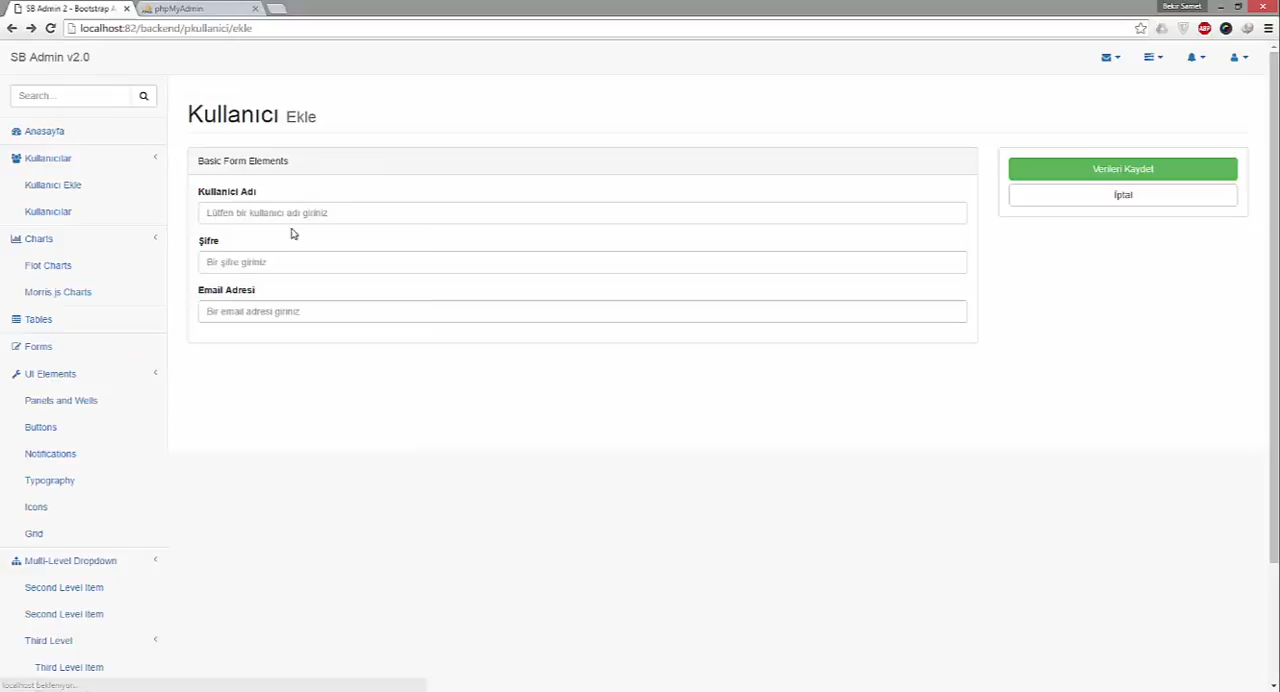 SB Admin 2 - Bootstrap A
phpMyAdmin
Bekir Samet
localhost:82/backend/pkullanici/ekle
SB Admin v2.0
Search...
Anasayfa
Kullanıcılar
Kullanıcı Ekle
Kullanıcılar
Charts
Flot Charts
Morris.js Charts
Tables
Forms
UI Elements
Panels and Wells
Buttons
Notifications
Typography
Icons
Grid
Multi-Level Dropdown
Second Level Item
Second Level Item
Third Level
Third Level Item
Kullanıcı Ekle
Basic Form Elements
Kullanici Adı
Lütfen bir kullanıcı adı giriniz
Şifre
Bir şifre giriniz
Email Adresi
Bir email adresi giriniz
Verileri Kaydet
İptal
ABP
localhost bekleniyor...